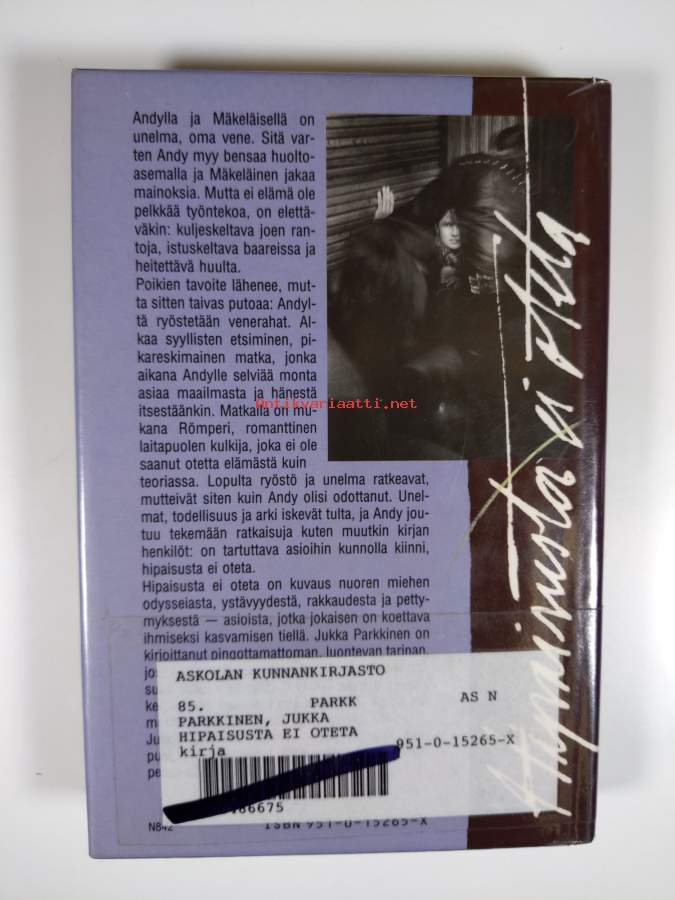 Andylla ja Mäkeläisellä on
unelma, oma vene. Sitä var-
ten Andy myy bensaa huolto-
asemalla ja Mäkeläinen jakaa
mainoksia. Mutta ei elämä ole
pelkkää työntekoa, on elettä-
väkin: kuljeskeltava joen ran-
toja, istuskeltava baareissa ja
heitettävä huulta.
Poikien tavoite lähenee, mut-
ta sitten taivas putoaa: Andyl-
tä ryöstetään venerahat. Al-
kaa syyllisten etsiminen, pi-
kareskimainen matka, jonka
aikana Andylle selviää monta
asiaa maailmasta ja hänestä
itsestäänkin. Matkalla on mu-
kana Römperi, romanttinen
laitapuolen kulkija, joka ei ole
saanut otetta elämästä kuin
teoriassa. Lopulta ryöstö ja unelma ratkeavat,
mutteivät siten kuin Andy olisi odottanut. Unel-
mat, todellisuus ja arki iskevät tulta, ja Andy jou-
tuu tekemään ratkaisuja kuten muutkin kirjan
henkilöt: on tartuttava asioihin kunnolla kiinni,
hipaisusta ei oteta.
Hipaisusta ei oteta on kuvaus nuoren miehen
odysseiasta, ystävyydestä, rakkaudesta ja petty-
myksestä — asioista, jotka jokaisen on koettava
ihmiseksi kasvamisen tiellä. Jukka Parkkinen on
kirjoittanut pingottamattoman, luontevan tarinan,
Hipaisusta ei oteta
Antikvariaatti.net
ASKOLAN KUNNANKIRJASTO
85. PARKK AS N
PARKKINEN, JUKKA
HIPAISUSTA EI OTETA
kirja 951-0-15265-X
86675
N842 ISBN 951-0-15265-X